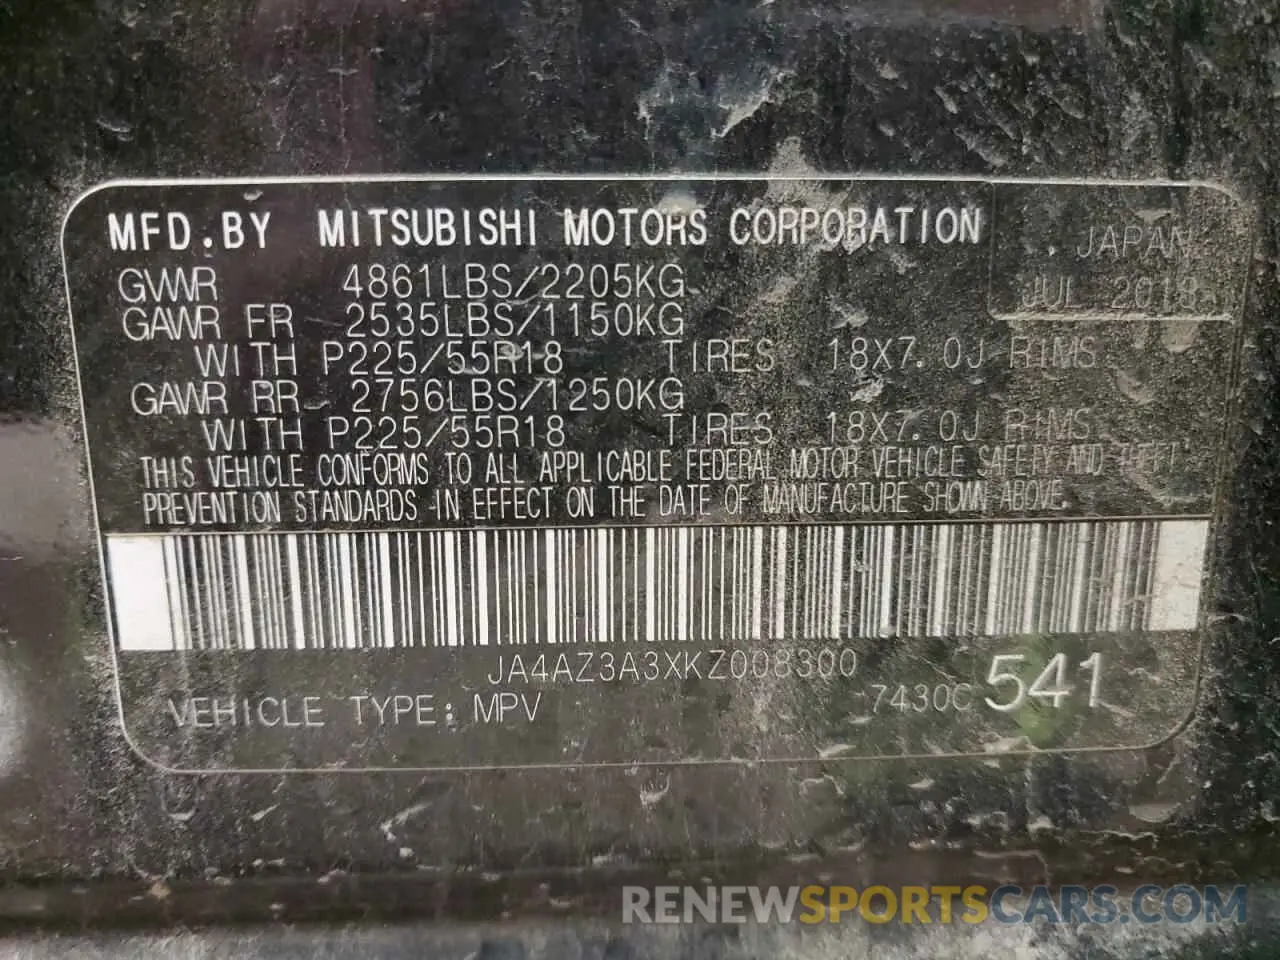 MFD.BY MITSUBISHI MOTORS CORPORATION
JAPAN
GVWR 4861LBS/2205KG
JUL 2018
GAWR FR 2535LBS/1150KG
WITH P225/55R18 TIRES 18X7.0J RIMS
GAWR RR 2756LBS/1250KG
WITH P225/55R18 TIRES 18X7.0J RIMS
THIS VEHICLE CONFORMS TO ALL APPLICABLE FEDERAL MOTOR VEHICLE SAFETY AND THEFT
PREVENTION STANDARDS IN EFFECT ON THE DATE OF MANUFACTURE SHOWN ABOVE.
JA4AZ3A3XKZ008300
VEHICLE TYPE: MPV 7430C 541
RENEWSPORTSCARS.COM